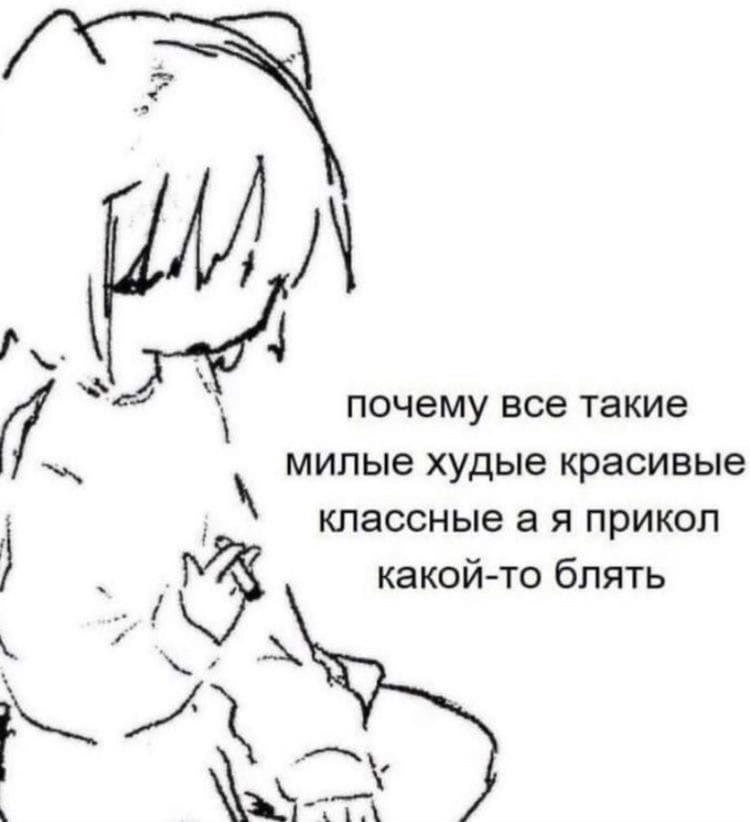 почему все такие
милые худые красивые
классные а я прикол
какой-то блять